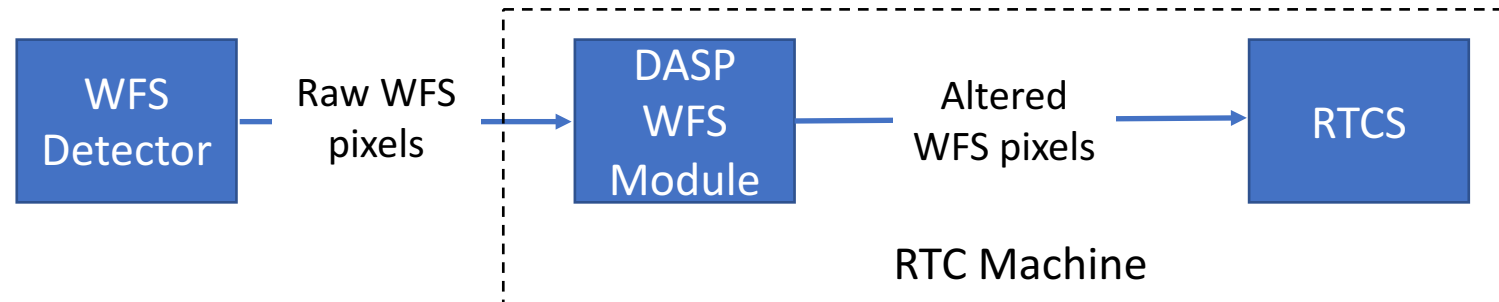 WFS
Detector
Raw WFS
pixels
DASP
WFS
Module
Altered
WFS pixels
RTCS
RTC Machine